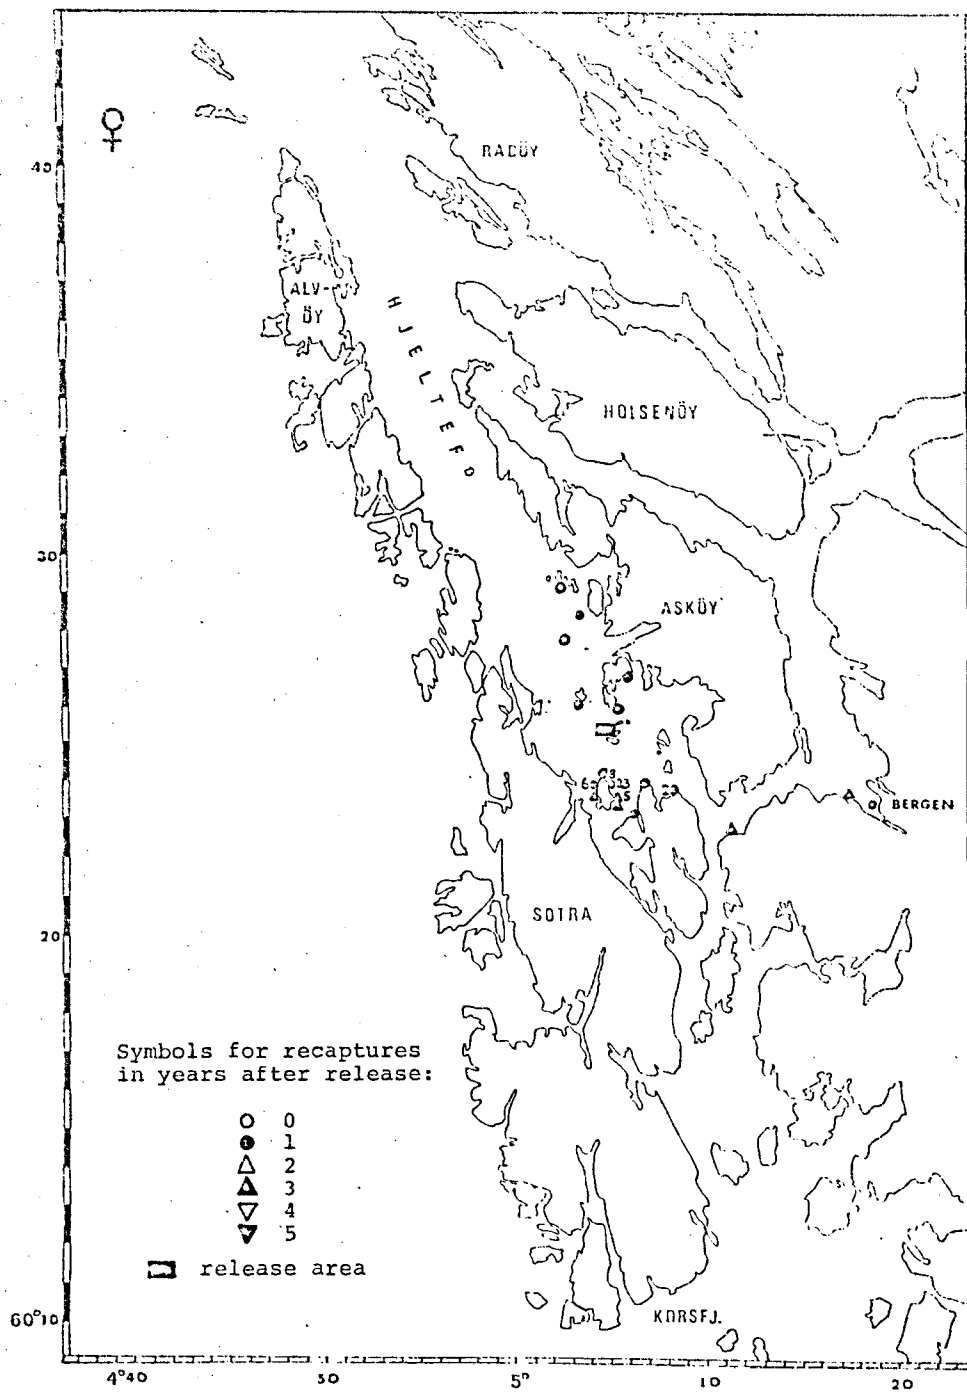 ♀
40
RADÖY
ALV-
ÖY
HJELTEFD
HOLSENÖY
30
ASKÖY
BERGEN
20
SOTRA
Symbols for recaptures
in years after release:
0
1
2
3
4
5
release area
KORSFJ.
60°10
4°40
50
5°
10
20